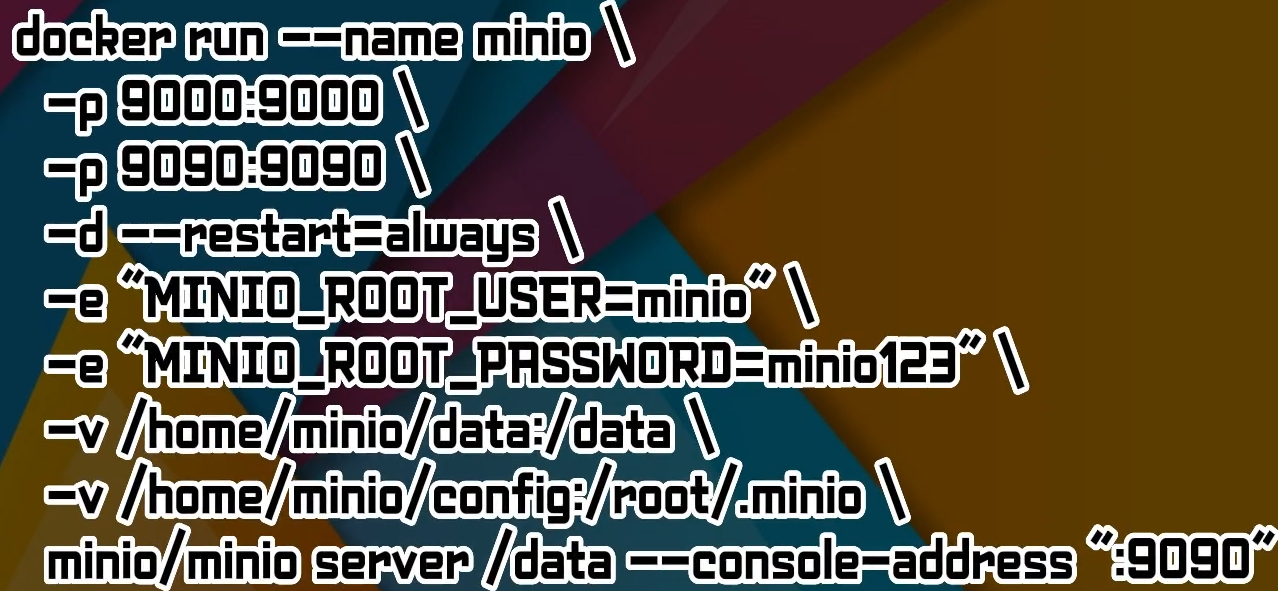 docker run --name minio \
-p 9000:9000 \
-p 9090:9090 \
-d --restart=always \
-e "MINIO_ROOT_USER=minio" \
-e "MINIO_ROOT_PASSWORD=minio123" \
-v /home/minio/data:/data \
-v /home/minio/config:/root/.minio \
minio/minio server /data --console-address ":9090"